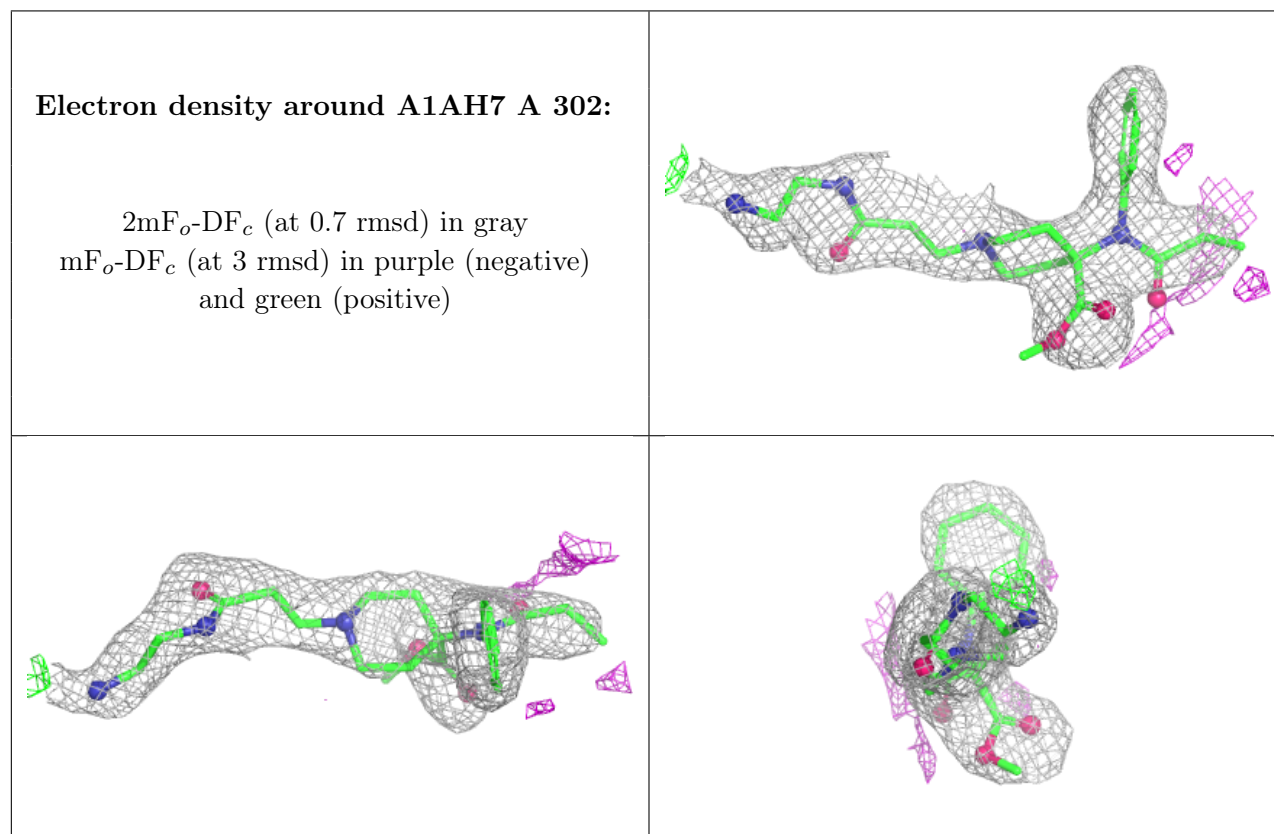 Electron density around A1AH7 A 302:
2mFo-DFc (at 0.7 rmsd) in gray
mFo-DFc (at 3 rmsd) in purple (negative)
and green (positive)